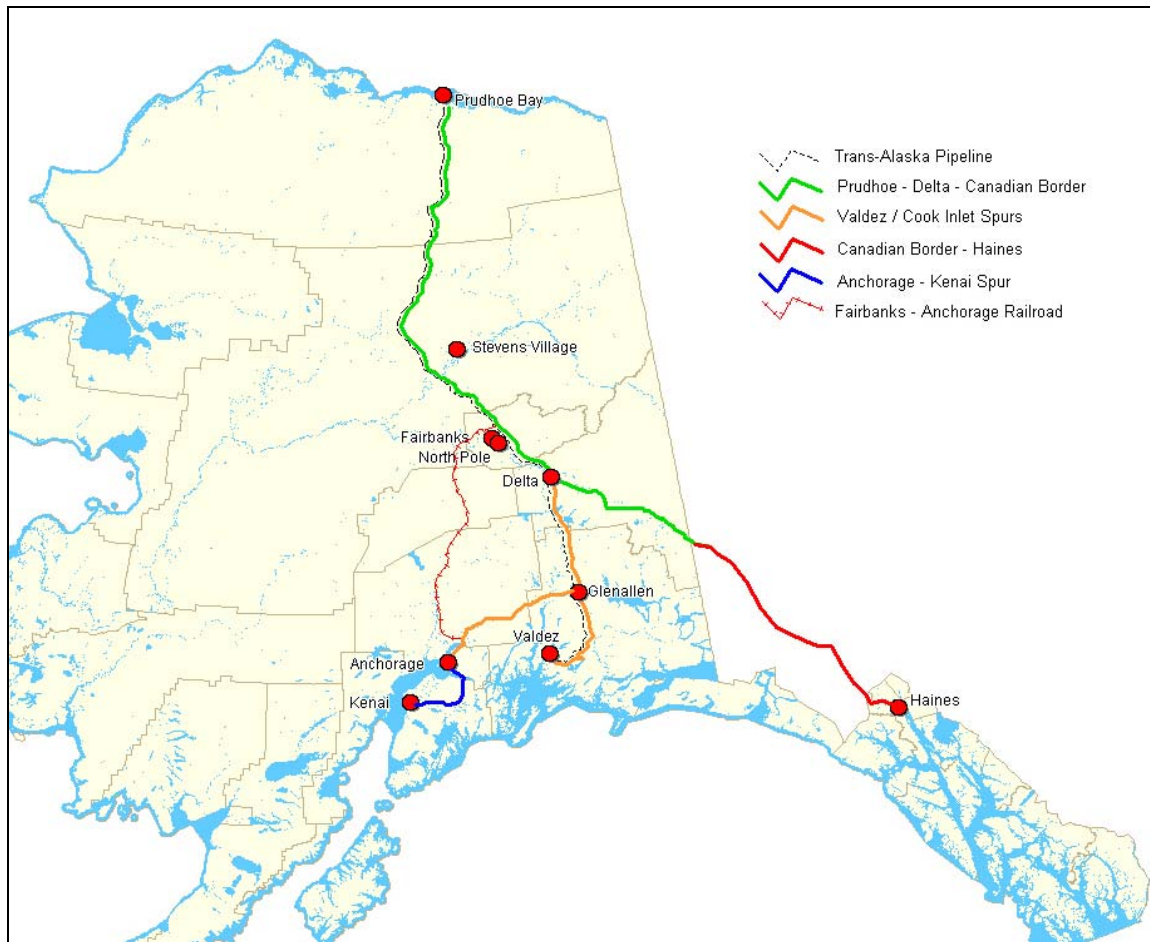 Prudhoe Bay
Trans-Alaska Pipeline
Prudhoe - Delta - Canadian Border
Valdez / Cook Inlet Spurs
Canadian Border - Haines
Anchorage - Kenai Spur
Fairbanks - Anchorage Railroad
Stevens Village
Fairbanks
North Pole
Delta
Glenallen
Valdez
Anchorage
Kenai
Haines